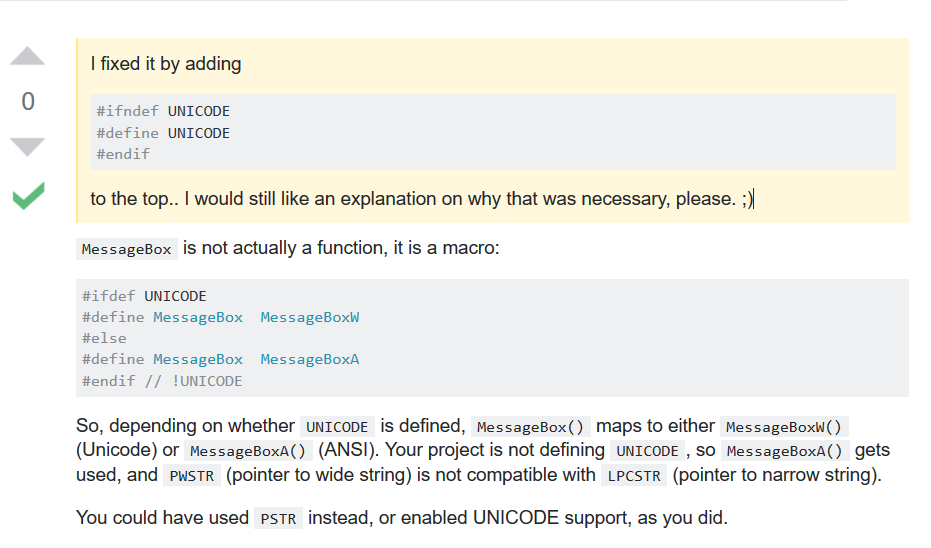 I fixed it by adding
0
#ifndef UNICODE
#define UNICODE
#endif
to the top.. I would still like an explanation on why that was necessary, please. ;)
MessageBox is not actually a function, it is a macro:
#ifdef UNICODE
#define MessageBox  MessageBoxW
#else
#define MessageBox  MessageBoxA
#endif // !UNICODE
So, depending on whether UNICODE is defined, MessageBox() maps to either MessageBoxW()
(Unicode) or MessageBoxA() (ANSI). Your project is not defining UNICODE, so MessageBoxA() gets
used, and PWSTR (pointer to wide string) is not compatible with LPCSTR (pointer to narrow string).
You could have used PSTR instead, or enabled UNICODE support, as you did.